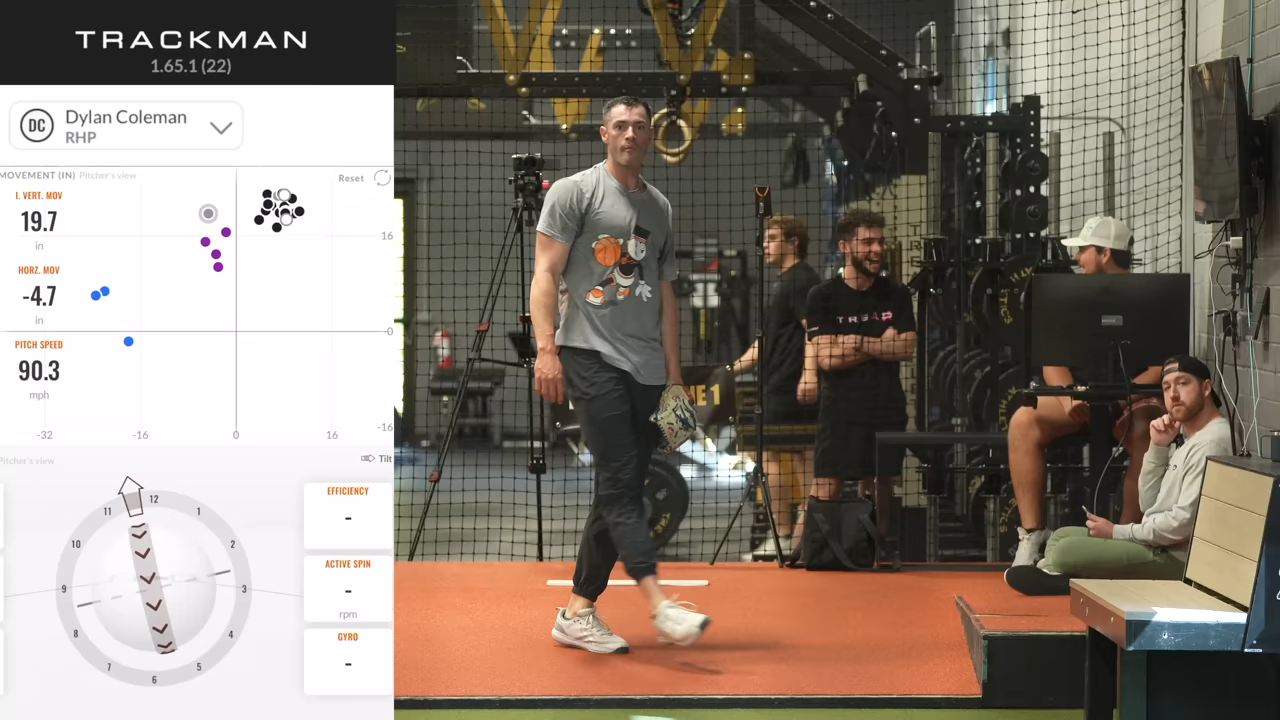 TRACKMAN
1.65.1 (22)
DC
Dylan Coleman
RHP
MOVEMENT (IN) Pitcher's view
Reset
I. VERT. MOV
19.7
in
HORZ. MOV
-4.7
in
PITCH SPEED
90.3
mph
16
0
-16
-32
-16
0
16
Pitcher's view
Tilt
12
1
2
3
4
5
6
7
8
9
10
11
EFFICIENCY
-
ACTIVE SPIN
-
rpm
GYRO
-